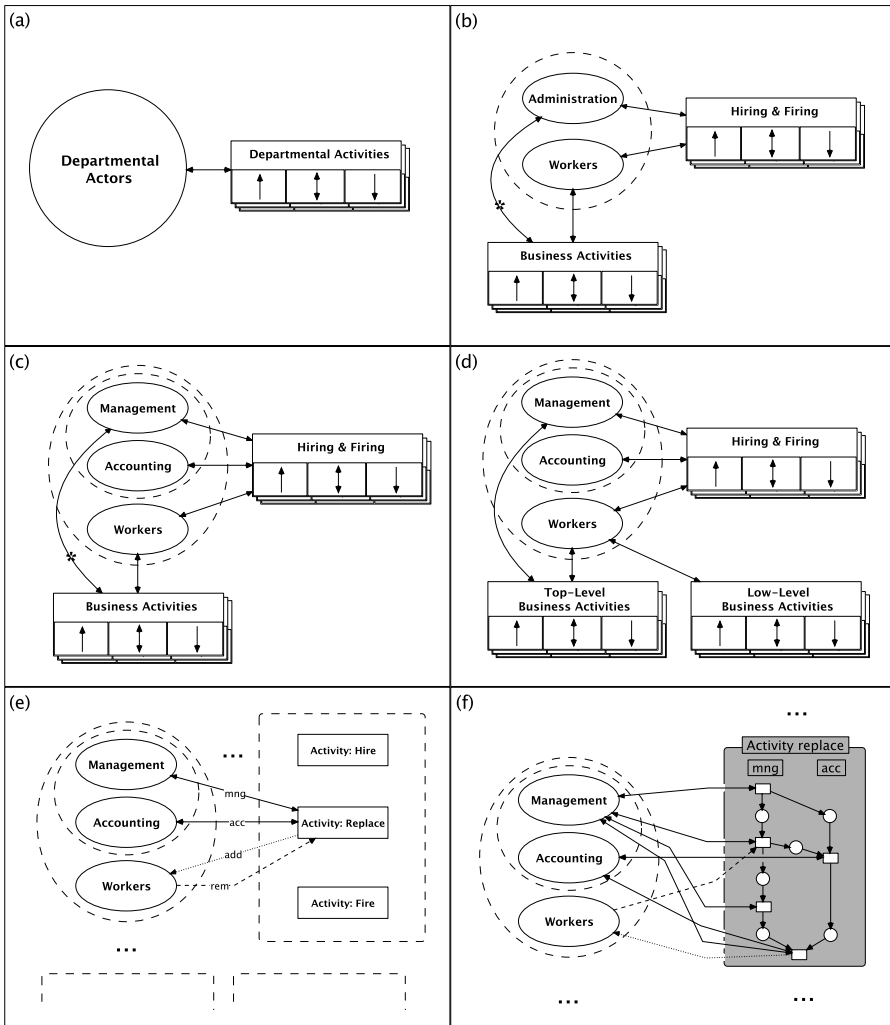 (a)
Departmental
Actors
Departmental Activities
(b)
Administration
Workers
Hiring & Firing
*
Business Activities
(c)
Management
Accounting
Workers
Hiring & Firing
*
Business Activities
(d)
Management
Accounting
Workers
Hiring & Firing
Top-Level
Business Activities
Low-Level
Business Activities
(e)
...
Management
Accounting
Workers
mng
acc
add
rem
Activity: Hire
Activity: Replace
Activity: Fire
...
(f)
...
Management
Accounting
Workers
Activity replace
mng
acc
...
...